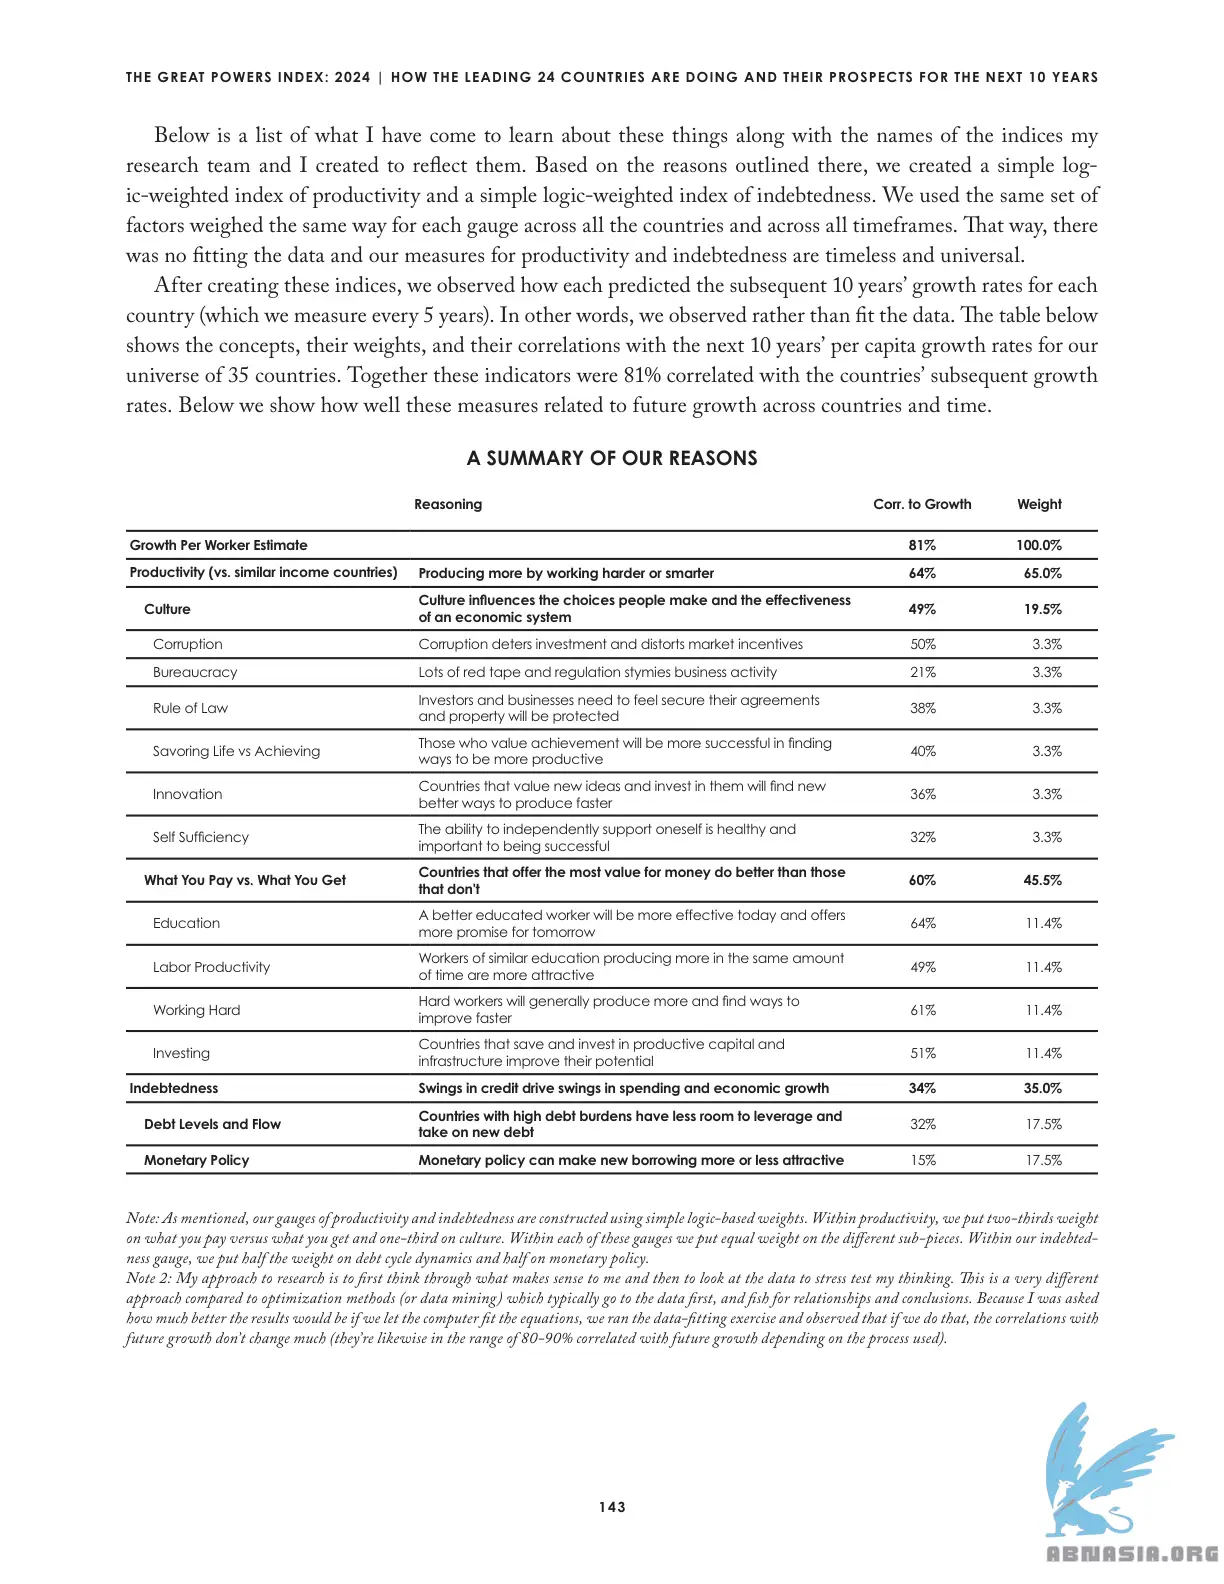 THE GREAT POWERS INDEX: 2024 | HOW THE LEADING 24 COUNTRIES ARE DOING AND THEIR PROSPECTS FOR THE NEXT 10 YEARS
Below is a list of what I have come to learn about these things along with the names of the indices my
research team and I created to reflect them. Based on the reasons outlined there, we created a simple log-
ic-weighted index of productivity and a simple logic-weighted index of indebtedness. We used the same set of
factors weighed the same way for each gauge across all the countries and across all timeframes. That way, there
was no fitting the data and our measures for productivity and indebtedness are timeless and universal.
After creating these indices, we observed how each predicted the subsequent 10 years’ growth rates for each
country (which we measure every 5 years). In other words, we observed rather than fit the data. The table below
shows the concepts, their weights, and their correlations with the next 10 years’ per capita growth rates for our
universe of 35 countries. Together these indicators were 81% correlated with the countries’ subsequent growth
rates. Below we show how well these measures related to future growth across countries and time.
A SUMMARY OF OUR REASONS
Reasoning Corr. to Growth Weight
Growth Per Worker Estimate 81% 100.0%
Productivity (vs. similar income countries) Producing more by working harder or smarter 64% 65.0%
Culture Culture influences the choices people make and the effectiveness
of an economic system 49% 19.5%
Corruption Corruption deters investment and distorts market incentives 50% 3.3%
Bureaucracy Lots of red tape and regulation stymies business activity 21% 3.3%
Rule of Law Investors and businesses need to feel secure their agreements
and property will be protected 38% 3.3%
Savoring Life vs Achieving Those who value achievement will be more successful in finding
ways to be more productive 40% 3.3%
Innovation Countries that value new ideas and invest in them will find new
better ways to produce faster 36% 3.3%
Self Sufficiency The ability to independently support oneself is healthy and
important to being successful 32% 3.3%
What You Pay vs. What You Get Countries that offer the most value for money do better than those
that don't 60% 45.5%
Education A better educated worker will be more effective today and offers
more promise for tomorrow 64% 11.4%
Labor Productivity Workers of similar education producing more in the same amount
of time are more attractive 49% 11.4%
Working Hard Hard workers will generally produce more and find ways to
improve faster 61% 11.4%
Investing Countries that save and invest in productive capital and
infrastructure improve their potential 51% 11.4%
Indebtedness Swings in credit drive swings in spending and economic growth 34% 35.0%
Debt Levels and Flow Countries with high debt burdens have less room to leverage and
take on new debt 32% 17.5%
Monetary Policy Monetary policy can make new borrowing more or less attractive 15% 17.5%
Note: As mentioned, our gauges of productivity and indebtedness are constructed using simple logic-based weights. Within productivity, we put two-thirds weight
on what you pay versus what you get and one-third on culture. Within each of these gauges we put equal weight on the different sub-pieces. Within our indebted-
ness gauge, we put half the weight on debt cycle dynamics and half on monetary policy.
Note 2: My approach to research is to first think through what makes sense to me and then to look at the data to stress test my thinking. This is a very different
approach compared to optimization methods (or data mining) which typically go to the data first, and fish for relationships and conclusions. Because I was asked
how much better the results would be if we let the computer fit the equations, we ran the data-fitting exercise and observed that if we do that, the correlations with
future growth don’t change much (they’re likewise in the range of 80-90% correlated with future growth depending on the process used).
143
ABNASIA.ORG